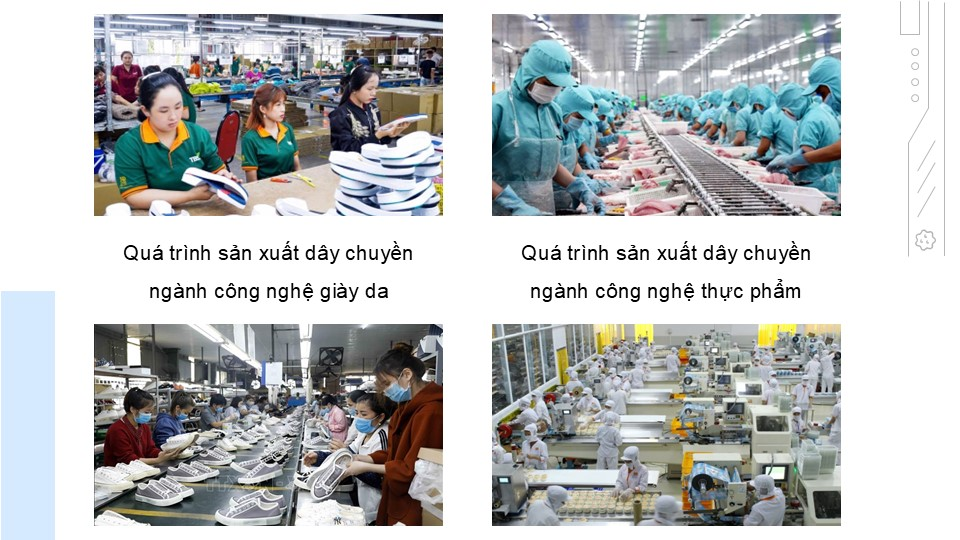 Quá trình sản xuất dây chuyền
ngành công nghệ giày da
Quá trình sản xuất dây chuyền
ngành công nghệ thực phẩm